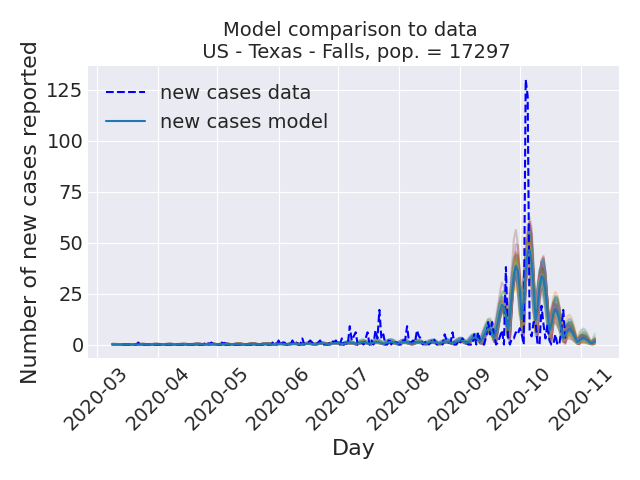 Model comparison to data
US - Texas - Falls, pop. = 17297
Number of new cases reported
125
100
75
50
25
0
new cases data
new cases model
2020-03
2020-04
2020-05
2020-06
2020-07
2020-08
2020-09
2020-10
2020-11
Day